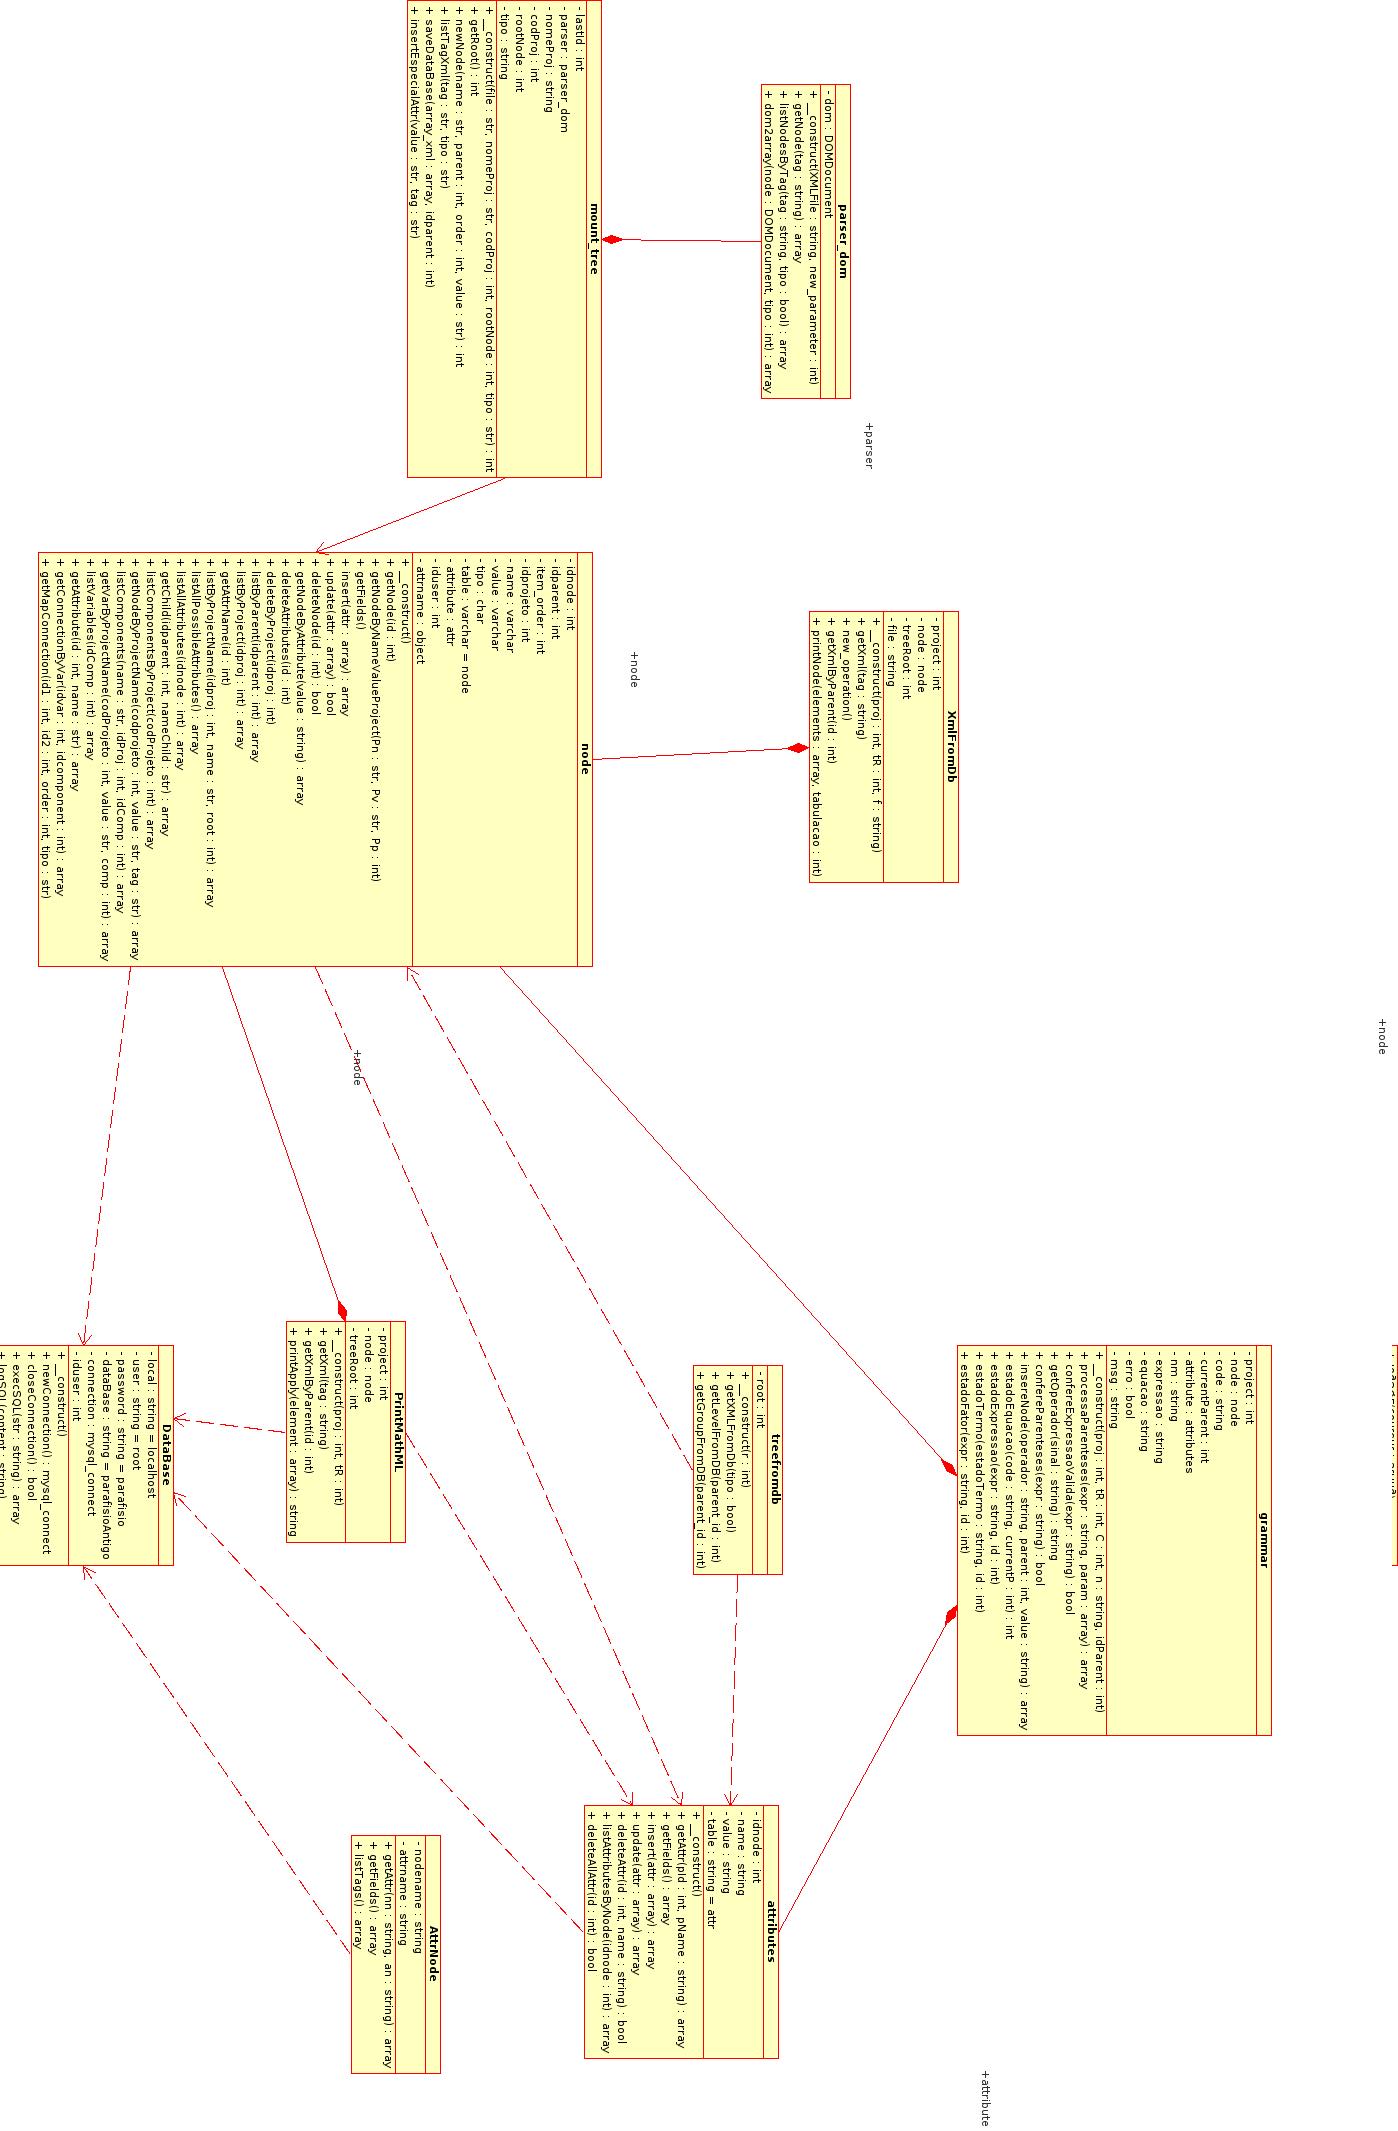 parser_dom
- dom : DOMDocument
+ __construct(XMLFile : string, new_parameter : int)
+ getNode(tag : string) : array
+ listNodesByTag(tag : string, tipo : bool) : array
+ dom2array(node : DOMDocument, tipo : int) : array
+parser
mount_tree
- lastId : int
- parser : parser_dom
- nomeProj : string
- codProj : int
- rootNode : int
- tipo : string
+ __construct(file : str, nomeProj : str, codProj : int, rootNode : int, tipo : str) : int
+ getRoot() : int
+ newNode(name : str, parent : int, order : int, value : str) : int
+ listTagXml(tag : str, tipo : str)
+ saveDataBase(array_xml : array, idparent : int)
+ insertEspecialAttr(value : str, tag : str)
XmlFromDb
- project : int
- node : node
- treeRoot : int
- file : string
+ __construct(proj : int, tR : int, f : string)
+ getXml(tag : string)
+ new_operation()
+ getXmlByParent(id : int)
+ printNode(elements : array, tabulacao : int)
+node
node
- idnode : int
- idparent : int
- item_order : int
- idprojeto : int
- name : varchar
- value : varchar
- tipo : char
- table : varchar = node
- attribute : attr
- iduser : int
- attrname : object
+ __construct()
+ getNode(id : int)
+ getNodeByNameValueProject(Pn : str, Pv : str, Pp : int)
+ getFields()
+ insert(attr : array) : array
+ update(attr : array) : bool
+ deleteNode(id : int) : bool
+ getNodeByAttribute(value : string) : array
+ deleteAttributes(id : int)
+ deleteByProject(idproj : int)
+ listByParent(idparent : int) : array
+ listByProject(idproj : int) : array
+ getAttrName(id : int)
+ listByProjectName(idproj : int, name : str, root : int) : array
+ listAllPossibleAttributes() : array
+ listAllAttributes(idnode : int) : array
+ getChild(idparent : int, nameChild : str) : array
+ listComponentsByProject(codProjeto : int) : array
+ getNodeByProjectName(codprojeto : int, value : str, tag : str) : array
+ listComponents(name : str, idProj : int, idComp : int) : array
+ getVarByProjectName(codProjeto : int, value : str, comp : int) : array
+ listVariables(idComp : int) : array
+ getAttribute(id : int, name : str) : array
+ getConnectionByVar(idvar : int, idcomponent : int) : array
+ getMapConnection(id1 : int, id2 : int, order : int, tipo : str)
+node
+node
grammar
- project : int
- node : node
- code : string
- currentParent : int
- attribute : attributes
- nm : string
- expressao : string
- equacao : string
- erro : bool
- msg : string
+ __construct(proj : int, tR : int, C : int, n : string, idParent : int)
+ processaParenteses(expr : string, param : array) : array
+ confereExpressaoValida(expr : string) : bool
+ getOperador(sinal : string) : string
+ confereParenteses(expr : string) : bool
+ insereNode(operador : string, parent : int, value : string) : array
+ estadoEquacao(code : string, currentP : int) : int
+ estadoExpressao(expr : string, id : int)
+ estadoTermo(estadoTermo : string, id : int)
+ estadoFator(expr : string, id : int)
treefromdb
- root : int
+ __construct(r : int)
+ getXMLFromDb(tipo : bool)
+ getLevelFromDB(parent_id : int)
+ getGroupFromDB(parent_id : int)
PrintMathML
- project : int
- node : node
- treeRoot : int
+ __construct(proj : int, tR : int)
+ getXml(tag : string)
+ getXmlByParent(id : int)
+ printApply(element : array) : string
DataBase
- local : string = localhost
- user : string = root
- password : string = parafisio
- dataBase : string = parafisioAntigo
- connection : mysql_connect
- iduser : int
+ __construct()
+ newConnection() : mysql_connect
+ closeConnection() : bool
+ execSQL(str : string) : array
+ logSQL(content : string)
attributes
- idnode : int
- name : string
- value : string
- table : string = attr
+ __construct()
+ getAttr(pId : int, pName : string) : array
+ getFields() : array
+ insert(attr : array) : array
+ update(attr : array) : array
+ deleteAttr(id : int, name : string) : bool
+ listAttributesByNode(idnode : int) : array
+ deleteAllAttr(id : int) : bool
AttrNode
- nodename : string
- attrname : string
+ getAttr(nn : string, an : string) : array
+ getFields() : array
+ listTags() : array
+attribute